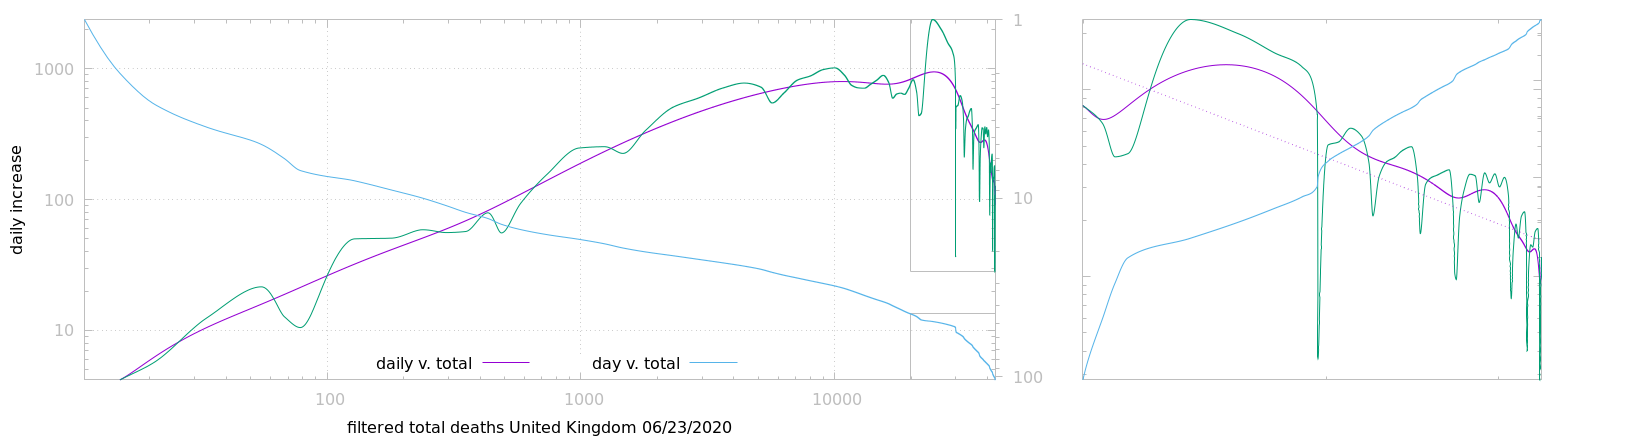 1
1000
100
10
10
daily increase
daily v. total
day v. total
100
100
1000
10000
filtered total deaths United Kingdom 06/23/2020